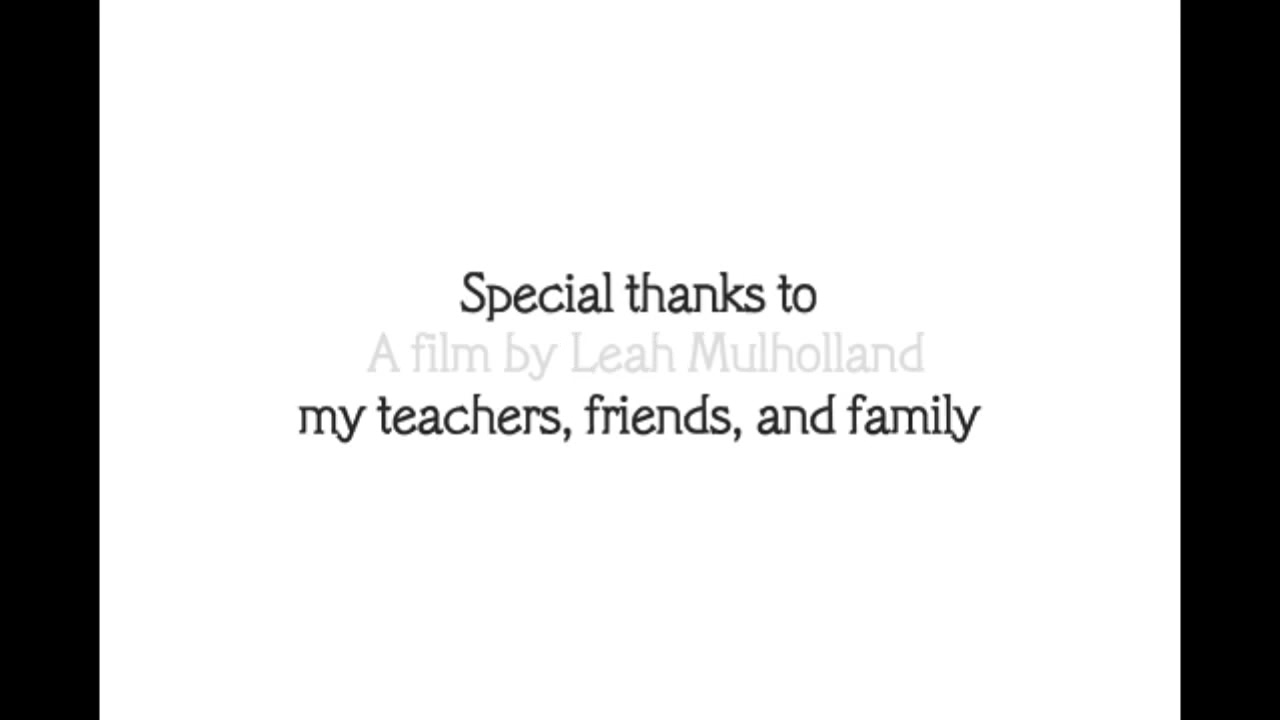 Special thanks to
A film by Leah Mulholland
my teachers, friends, and family